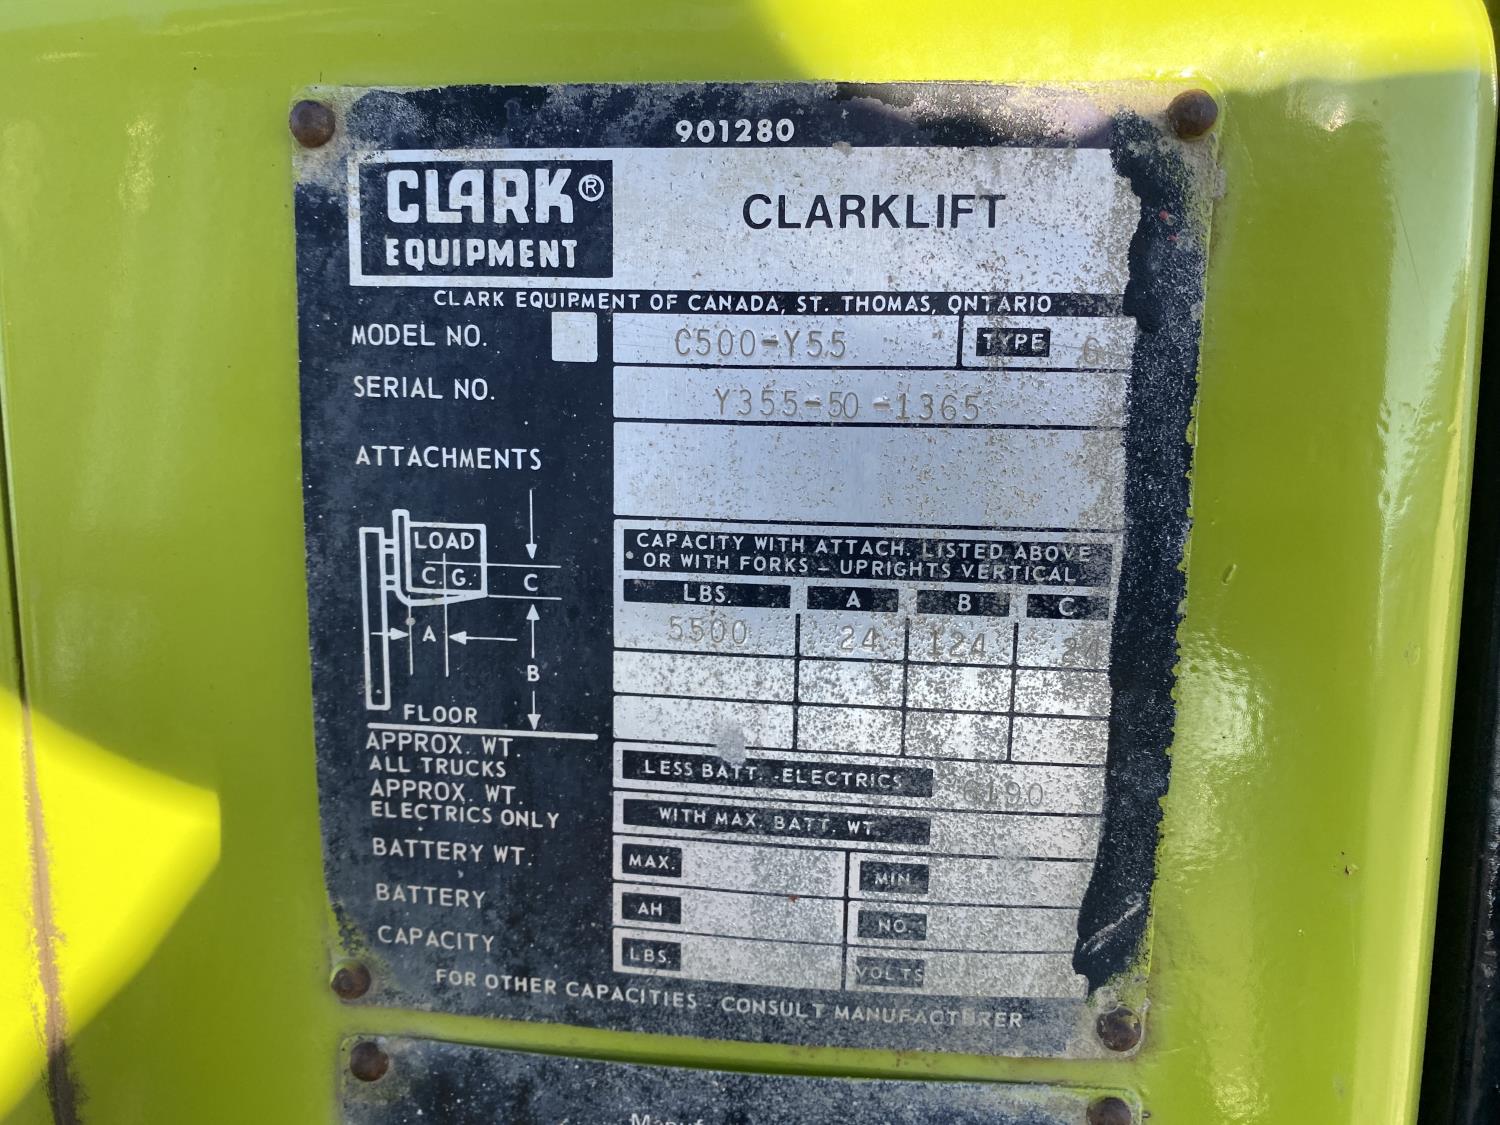 901280
CLARK®
EQUIPMENT
CLARKLIFT
CLARK EQUIPMENT OF CANADA, ST. THOMAS, ONTARIO
MODEL NO. C500-Y55 TYPE G
SERIAL NO. Y355-50-1365
ATTACHMENTS
CAPACITY WITH ATTACH. LISTED ABOVE
OR WITH FORKS - UPRIGHTS VERTICAL
LBS. A B C
5500 24 124 24
LOAD
C.G.
C
A
B
FLOOR
APPROX. WT.
ALL TRUCKS
LESS BATT. - ELECTRICS 6190
APPROX. WT.
ELECTRICS ONLY
WITH MAX. BATT. WT.
BATTERY WT. MAX. MIN.
BATTERY AH NO.
CAPACITY LBS. VOLTS
FOR OTHER CAPACITIES - CONSULT MANUFACTURER